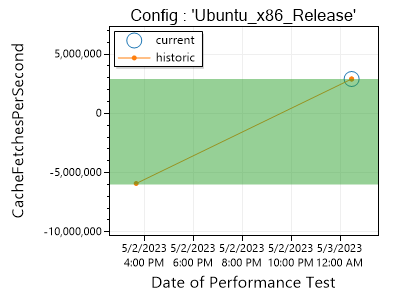 Config : 'Ubuntu_x86_Release'
current
historic
5,000,000
0
-5,000,000
-10,000,000
CacheFetchesPerSecond
5/2/2023 5/2/2023 5/2/2023 5/2/2023 5/3/2023
4:00 PM 6:00 PM 8:00 PM 10:00 PM 12:00 AM
Date of Performance Test